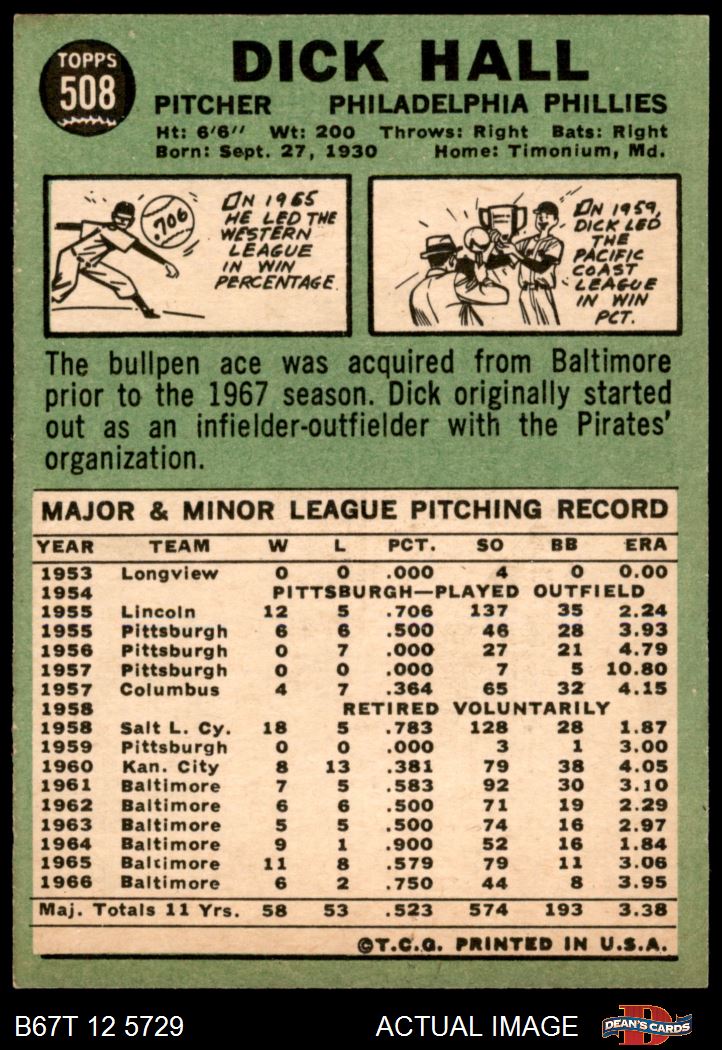 TOPPS
508
DICK HALL
PITCHER PHILADELPHIA PHILLIES
Ht: 6'6" Wt: 200 Throws: Right Bats: Right
Born: Sept. 27, 1930 Home: Timonium, Md.
.706
ON 1965
HE LED THE
WESTERN
LEAGUE
IN WIN
PERCENTAGE.
ON 1959,
DICK LED
THE
PACIFIC
COAST
LEAGUE
IN WIN
PCT.
The bullpen ace was acquired from Baltimore
prior to the 1967 season. Dick originally started
out as an infielder-outfielder with the Pirates'
organization.
MAJOR & MINOR LEAGUE PITCHING RECORD
YEAR TEAM W L PCT. SO BB ERA
1953 Longview 0 0 .000 4 0 0.00
1954 PITTSBURGH—PLAYED OUTFIELD
1955 Lincoln 12 5 .706 137 35 2.24
1955 Pittsburgh 6 6 .500 46 28 3.93
1956 Pittsburgh 0 7 .000 27 21 4.79
1957 Pittsburgh 0 0 .000 7 5 10.80
1957 Columbus 4 7 .364 65 32 4.15
1958 RETIRED VOLUNTARILY
1958 Salt L. Cy. 18 5 .783 128 28 1.87
1959 Pittsburgh 0 0 .000 3 1 3.00
1960 Kan. City 8 13 .381 79 38 4.05
1961 Baltimore 7 5 .583 92 30 3.10
1962 Baltimore 6 6 .500 71 19 2.29
1963 Baltimore 5 5 .500 74 16 2.97
1964 Baltimore 9 1 .900 52 16 1.84
1965 Baltimore 11 8 .579 79 11 3.06
1966 Baltimore 6 2 .750 44 8 3.95
Maj. Totals 11 Yrs. 58 53 .523 574 193 3.38
©T.C.G. PRINTED IN U.S.A.
B67T 12 5729 ACTUAL IMAGE D DEAN'S CARDS